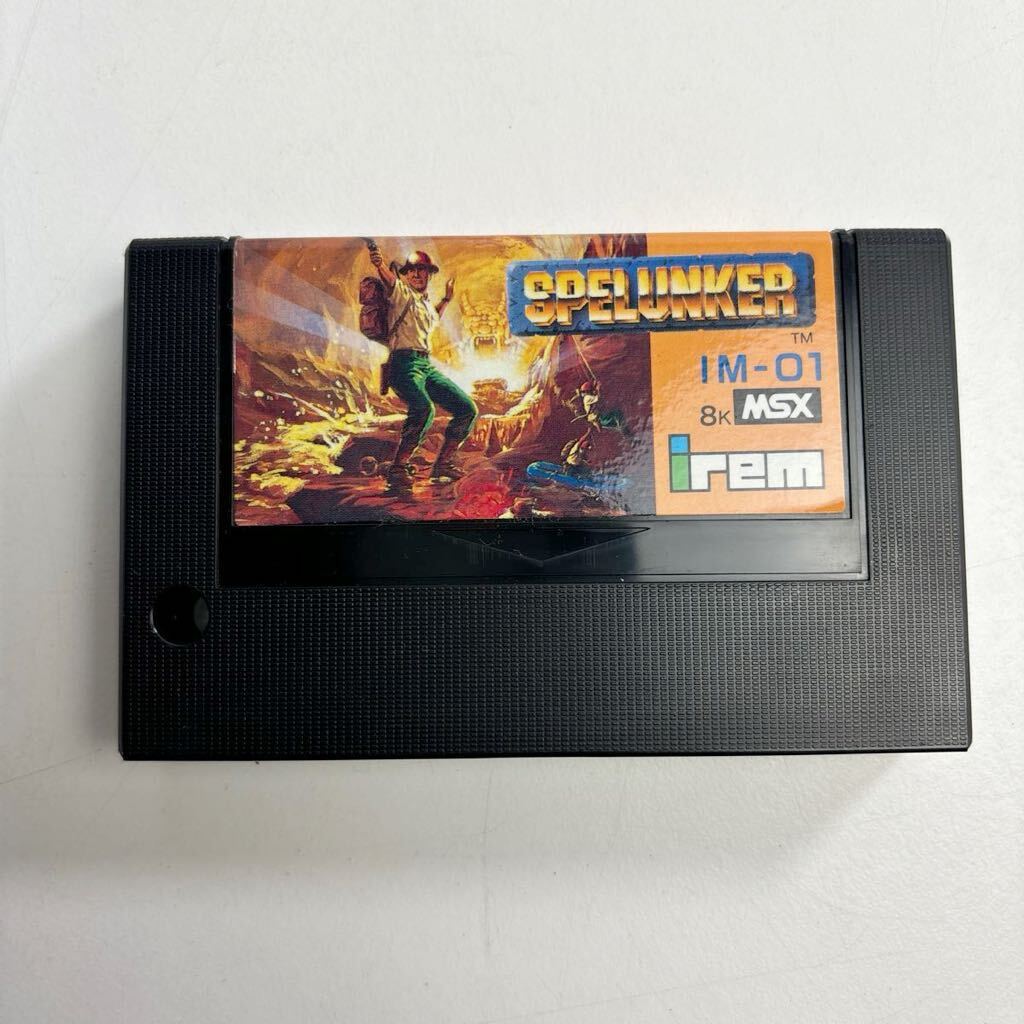 SPELUNKER
TM
IM-01
8K MSX
irem